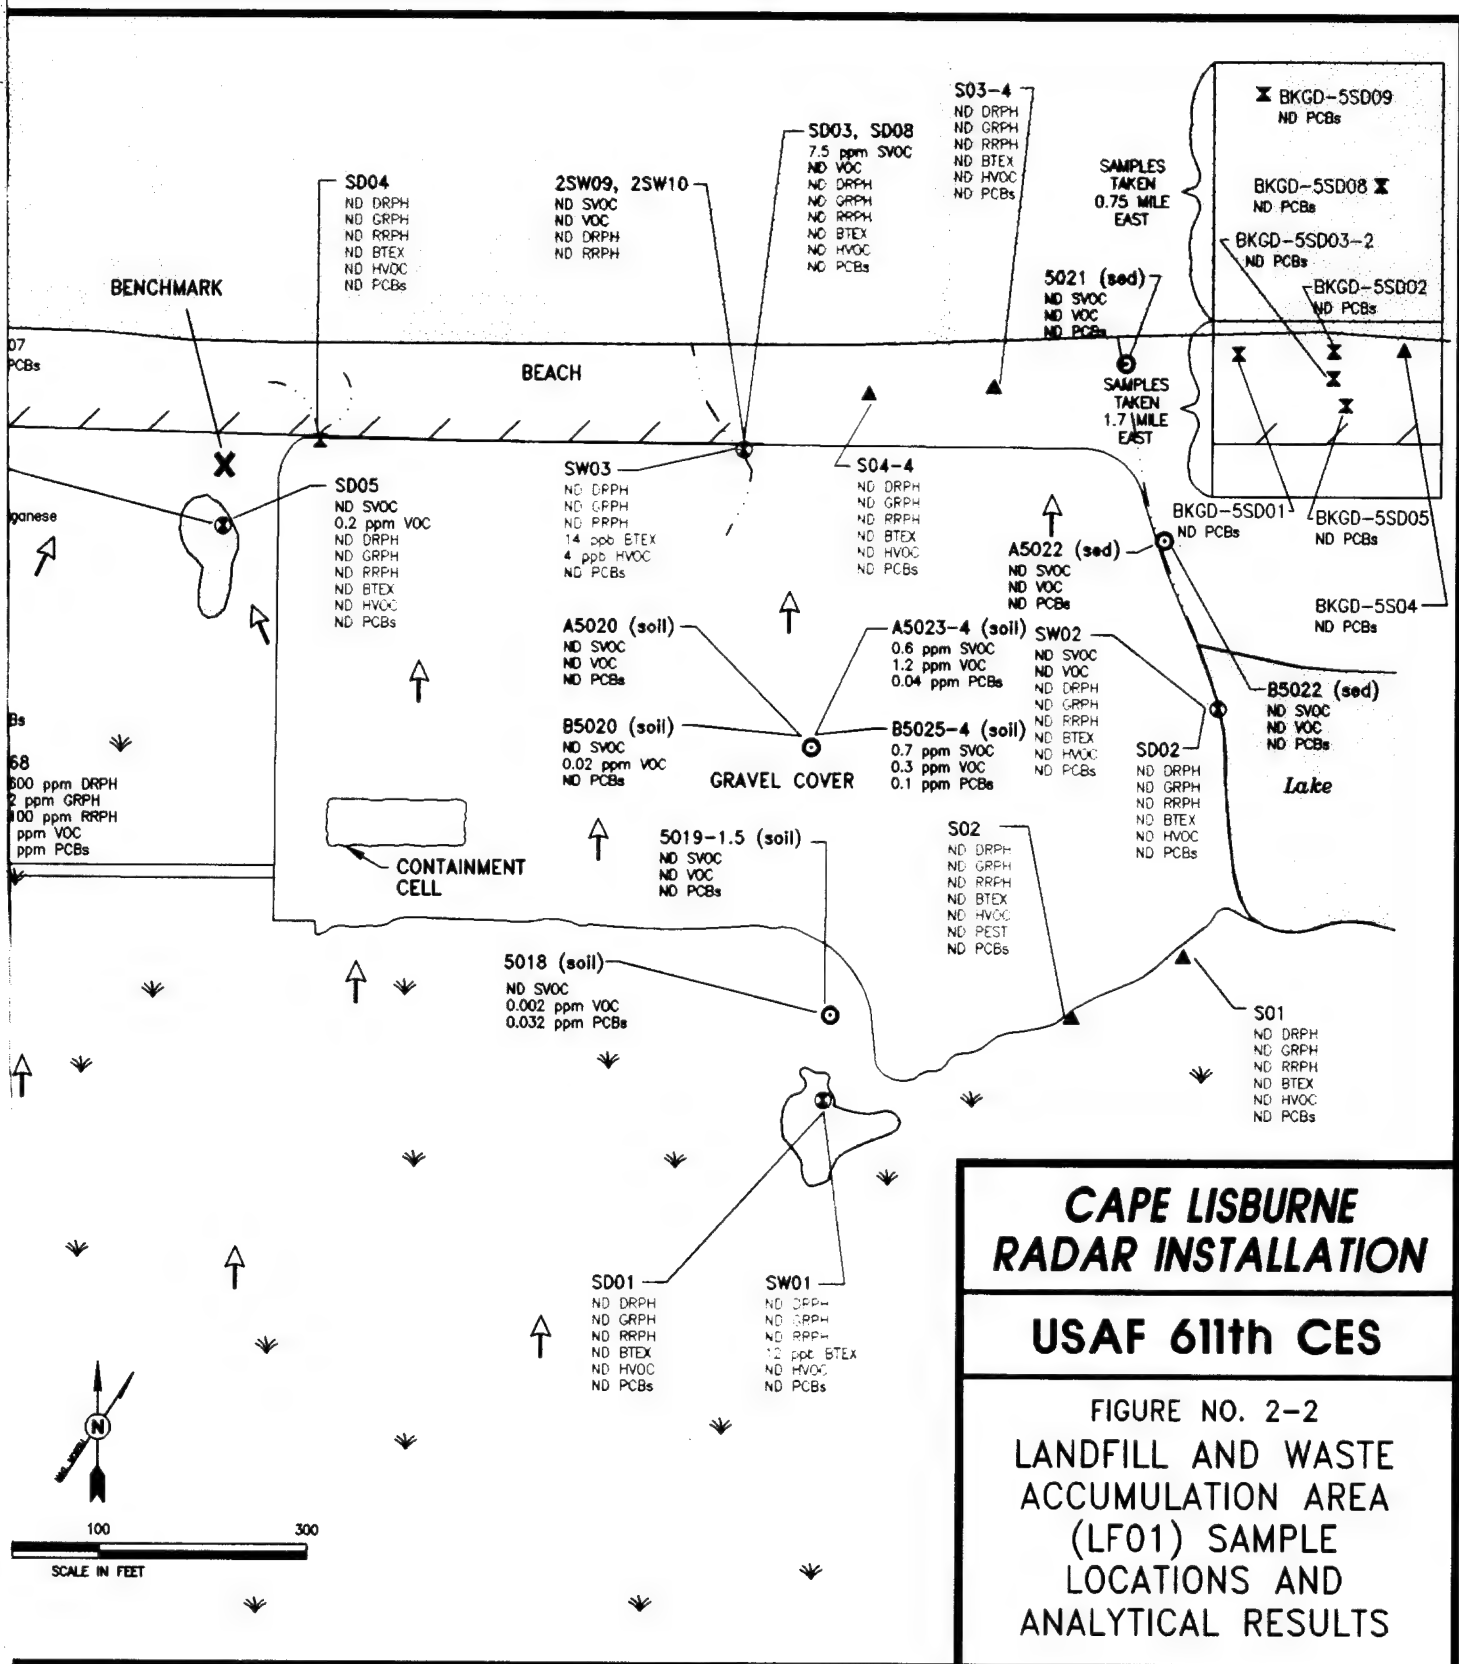 S03-4
ND DRPH
ND GRPH
ND RRPH
ND BTEX
ND HVOC
ND PCBs
BKGD-5SD09
ND PCBs
SD03, SD08
7.5 ppm SVOC
ND VOC
ND DRPH
ND GRPH
ND RRPH
ND BTEX
ND HVOC
ND PCBs
SAMPLES
TAKEN
0.75 MILE
EAST
BKGD-5SD08
ND PCBs
SD04
ND DRPH
ND GRPH
ND RRPH
ND BTEX
ND HVOC
ND PCBs
2SW09, 2SW10
ND SVOC
ND VOC
ND DRPH
ND RRPH
BKGD-5SD03-2
ND PCBs
BKGD-5SD02
ND PCBs
5021 (sed)
ND SVOC
ND VOC
ND PCBs
BENCHMARK
07
PCBs
BEACH
SAMPLES
TAKEN
1.7 MILE
EAST
SW03
ND DRPH
ND GRPH
ND RRPH
14 ppb BTEX
4 ppb HVOC
ND PCBs
S04-4
ND DRPH
ND GRPH
ND RRPH
ND BTEX
ND HVOC
ND PCBs
SD05
ND SVOC
0.2 ppm VOC
ND DRPH
ND GRPH
ND RRPH
ND BTEX
ND HVOC
ND PCBs
ganese
BKGD-5SD01
ND PCBs
BKGD-5SD05
ND PCBs
A5022 (sed)
ND SVOC
ND VOC
ND PCBs
BKGD-5S04
ND PCBs
A5020 (soil)
ND SVOC
ND VOC
ND PCBs
A5023-4 (soil)
0.6 ppm SVOC
1.2 ppm VOC
0.04 ppm PCBs
SW02
ND SVOC
ND VOC
ND DRPH
ND GRPH
ND RRPH
ND BTEX
ND HVOC
ND PCBs
B5022 (sed)
ND SVOC
ND VOC
ND PCBs
Bs
B5020 (soil)
ND SVOC
0.02 ppm VOC
ND PCBs
B5025-4 (soil)
0.7 ppm SVOC
0.3 ppm VOC
0.1 ppm PCBs
GRAVEL COVER
SD02
ND DRPH
ND GRPH
ND RRPH
ND BTEX
ND HVOC
ND PCBs
Lake
68
600 ppm DRPH
2 ppm GRPH
100 ppm RRPH
ppm VOC
ppm PCBs
CONTAINMENT
CELL
5019-1.5 (soil)
ND SVOC
ND VOC
ND PCBs
S02
ND DRPH
ND GRPH
ND RRPH
ND BTEX
ND HVOC
ND PEST
ND PCBs
5018 (soil)
ND SVOC
0.002 ppm VOC
0.032 ppm PCBs
S01
ND DRPH
ND GRPH
ND RRPH
ND BTEX
ND HVOC
ND PCBs
SD01
ND DRPH
ND GRPH
ND RRPH
ND BTEX
ND HVOC
ND PCBs
SW01
ND DRPH
ND GRPH
ND RRPH
12 ppb BTEX
ND HVOC
ND PCBs
N
100 300
SCALE IN FEET
CAPE LISBURNE
RADAR INSTALLATION
USAF 611th CES
FIGURE NO. 2-2
LANDFILL AND WASTE
ACCUMULATION AREA
(LF01) SAMPLE
LOCATIONS AND
ANALYTICAL RESULTS